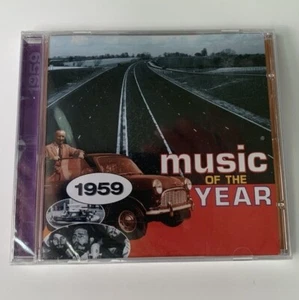 1959
music
OF THE
YEAR
1959